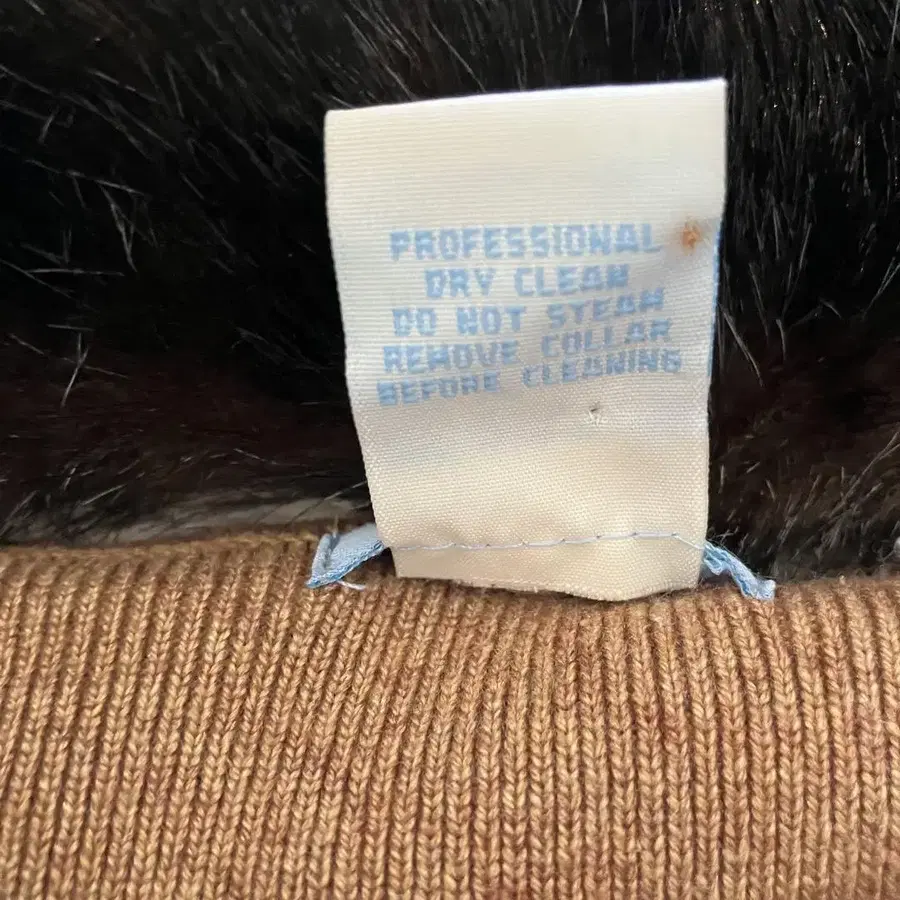 PROFESSIONAL
DRY CLEAN
DO NOT STEAM
REMOVE COLLAR
BEFORE CLEANING